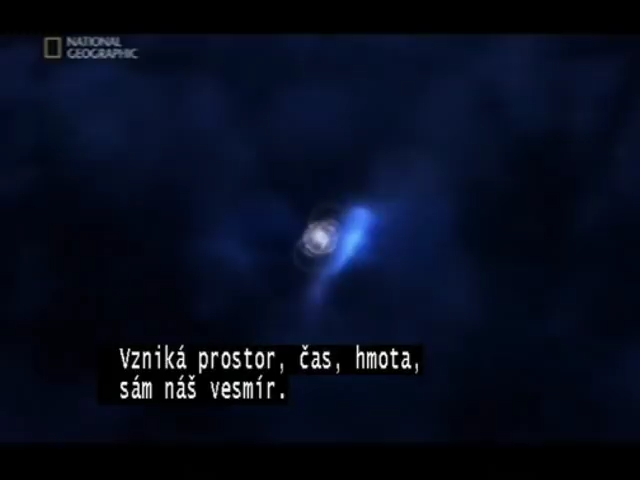 NATIONAL
GEOGRAPHIC
Vzniká prostor, čas, hmota,
sám náš vesmír.